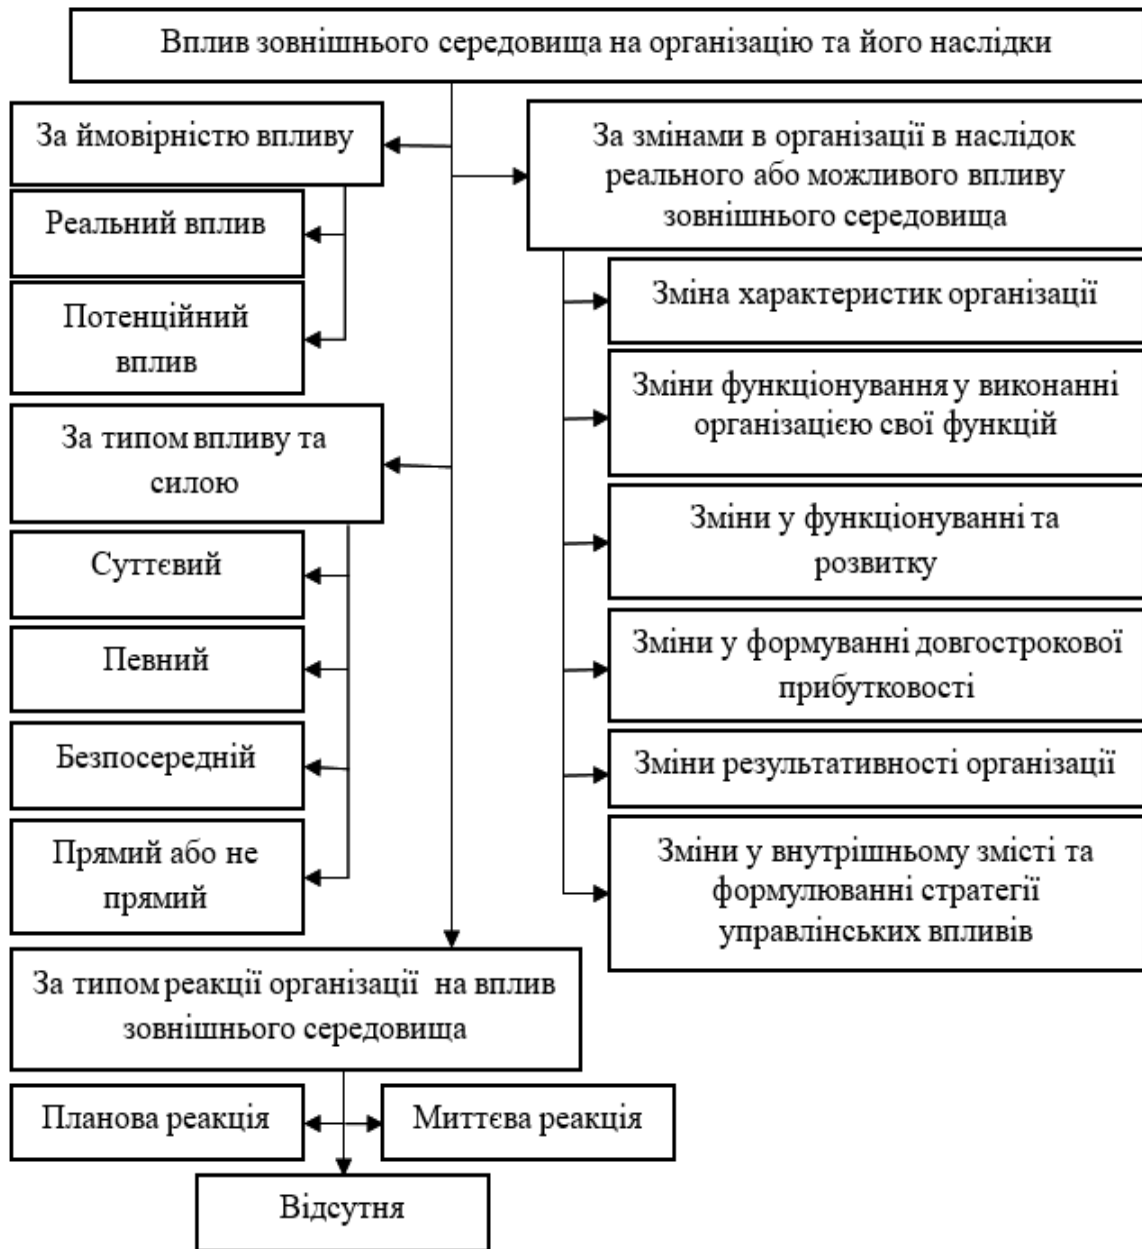 Вплив зовнішнього середовища на організацію та його наслідки
За ймовірністю впливу
Реальний вплив
Потенційний
вплив
За типом впливу та
силою
Суттєвий
Певний
Безпосередній
Прямий або не
прямий
За змінами в організації в наслідок
реального або можливого впливу
зовнішнього середовища
Зміна характеристик організації
Зміни функціонування у виконанні
організацією свої функцій
Зміни у функціонуванні та
розвитку
Зміни у формуванні довгострокової
прибутковості
Зміни результативності організації
Зміни у внутрішньому змісті та
формулюванні стратегії
управлінських впливів
За типом реакції організації на вплив
зовнішнього середовища
Планова реакція
Миттєва реакція
Відсутня